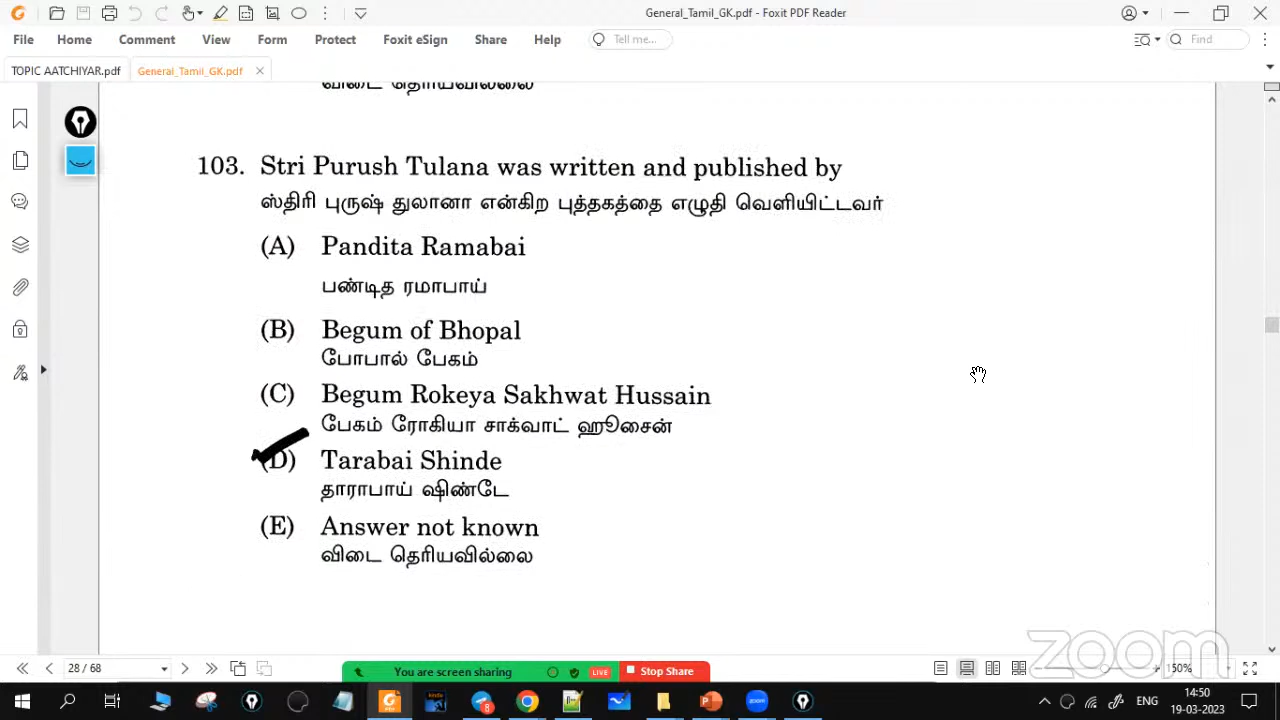 General_Tamil_GK.pdf - Foxit PDF Reader
File Home Comment View Form Protect Foxit eSign Share Help Tell me... Find
TOPIC AATCHIYAR.pdf General_Tamil_GK.pdf
விடை தெரியவில்லை
103. Stri Purush Tulana was written and published by
ஸ்திரி புருஷ் துலானா என்கிற புத்தகத்தை எழுதி வெளியிட்டவர்
(A) Pandita Ramabai
பண்டித ரமாபாய்
(B) Begum of Bhopal
போபால் பேகம்
(C) Begum Rokeya Sakhwat Hussain
பேகம் ரோகியா சாக்வாட் ஹூசைன்
(D) Tarabai Shinde
தாராபாய் ஷிண்டே
(E) Answer not known
விடை தெரியவில்லை
zoom
28 / 68 150%
You are screen sharing LIVE Stop Share
ENG 14:50
19-03-2023